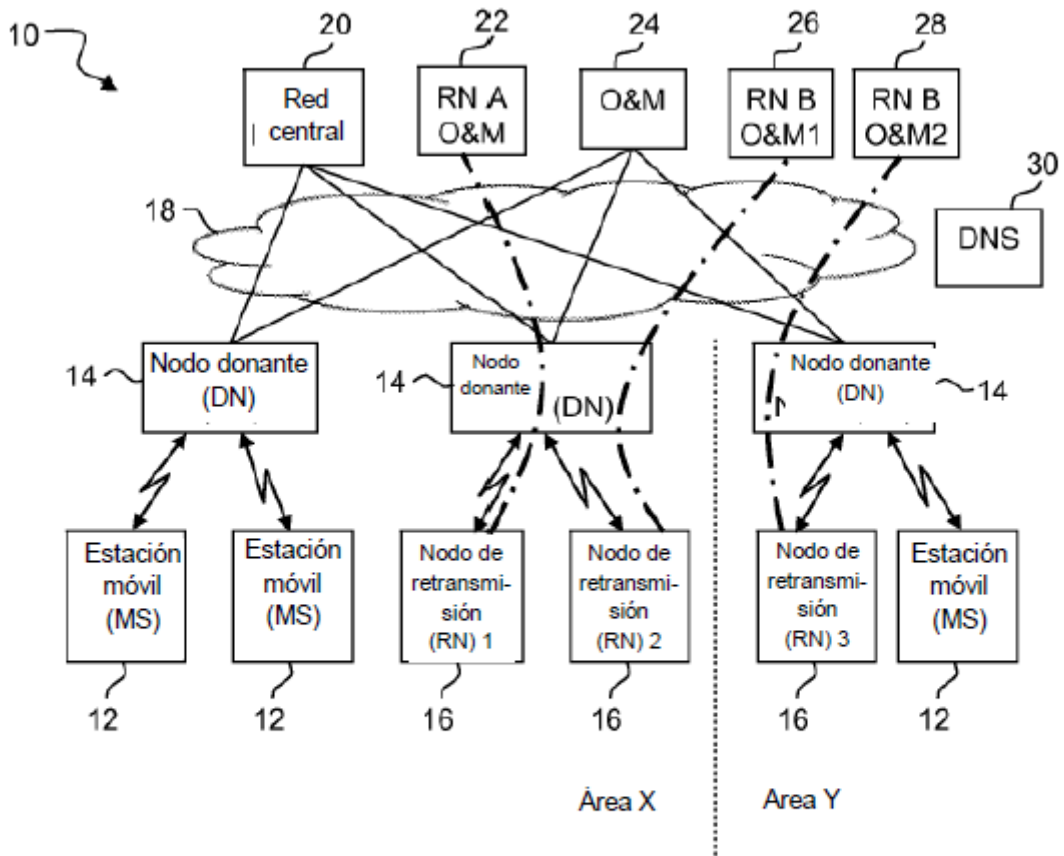 10
20
22
24
26
28
Red
central
RN A
O&M
O&M
RN B
O&M1
RN B
O&M2
30
DNS
18
14
Nodo donante
(DN)
14
Nodo
donante
(DN)
Nodo donante
(DN)
14
Estación
móvil
(MS)
Estación
móvil
(MS)
Nodo de
retransmi-
sión
(RN) 1
Nodo de
retransmi-
sión
(RN) 2
Nodo de
retransmi-
sión
(RN) 3
Estación
móvil
(MS)
12
12
16
16
16
12
Área X
Area Y